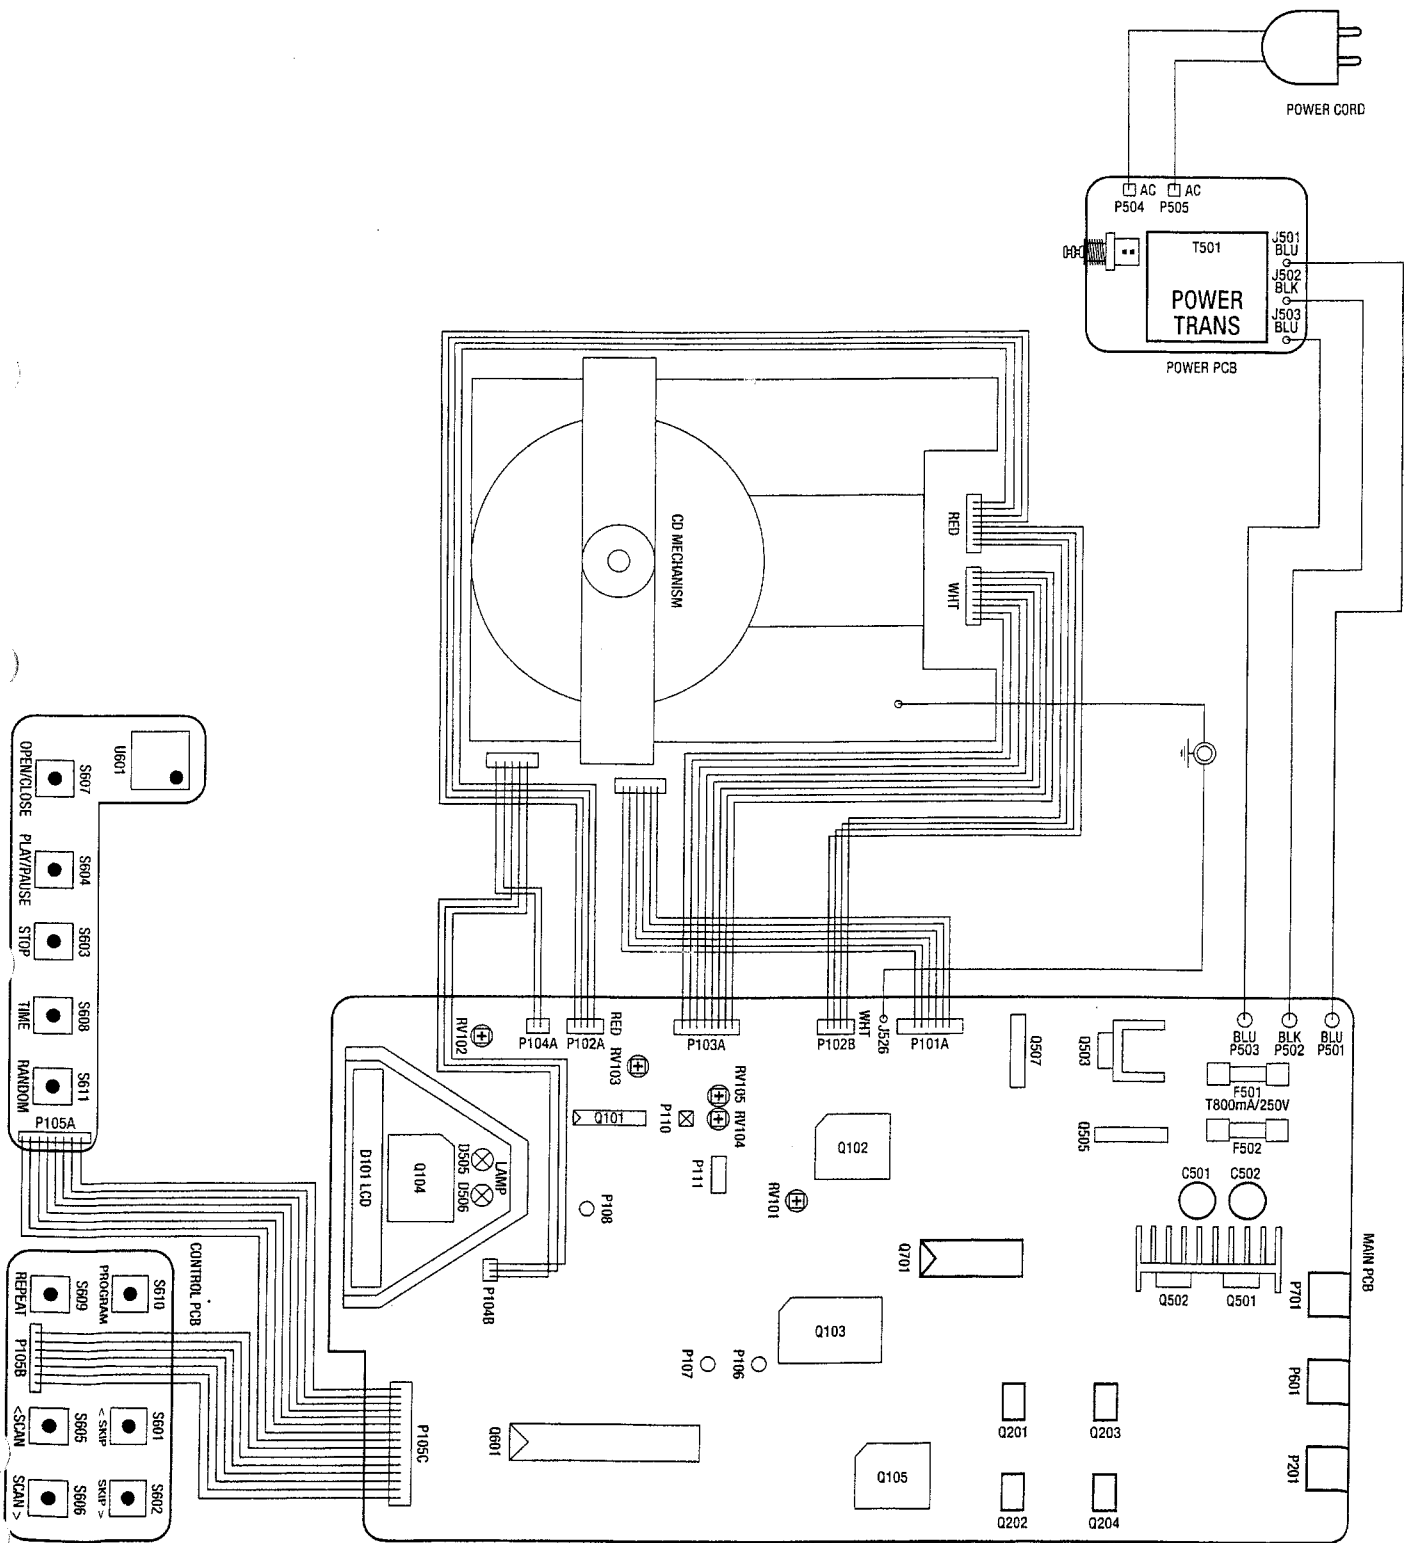 POWER CORD
AC
AC
P504
P505
T501
POWER
TRANS
J501
BLU
J502
BLK
J503
BLU
POWER PCB
CD MECHANISM
RED
WHT
U601
S607
OPEN/CLOSE
S604
PLAY/PAUSE
S603
STOP
S608
TIME
S611
RANDOM
P105A
CONTROL PCB
S610
PROGRAM
S609
REPEAT
P105B
S601
< SKIP
S605
<SCAN
S602
SKIP >
S606
SCAN >
MAIN PCB
RV102
P104A
P102A
RED
RV103
P103A
P102B
WHT
J526
P101A
Q507
Q503
BLU
P503
BLK
P502
BLU
P501
F501
T800mA/250V
F502
Q505
RV105
RV104
Q101
P110
P111
Q102
RV101
C501
C502
D101 LCD
Q104
LAMP
D505
D506
P108
P104B
Q701
Q502
Q501
P701
Q103
P107
P106
P601
Q201
Q203
P105C
Q601
Q105
P201
Q202
Q204